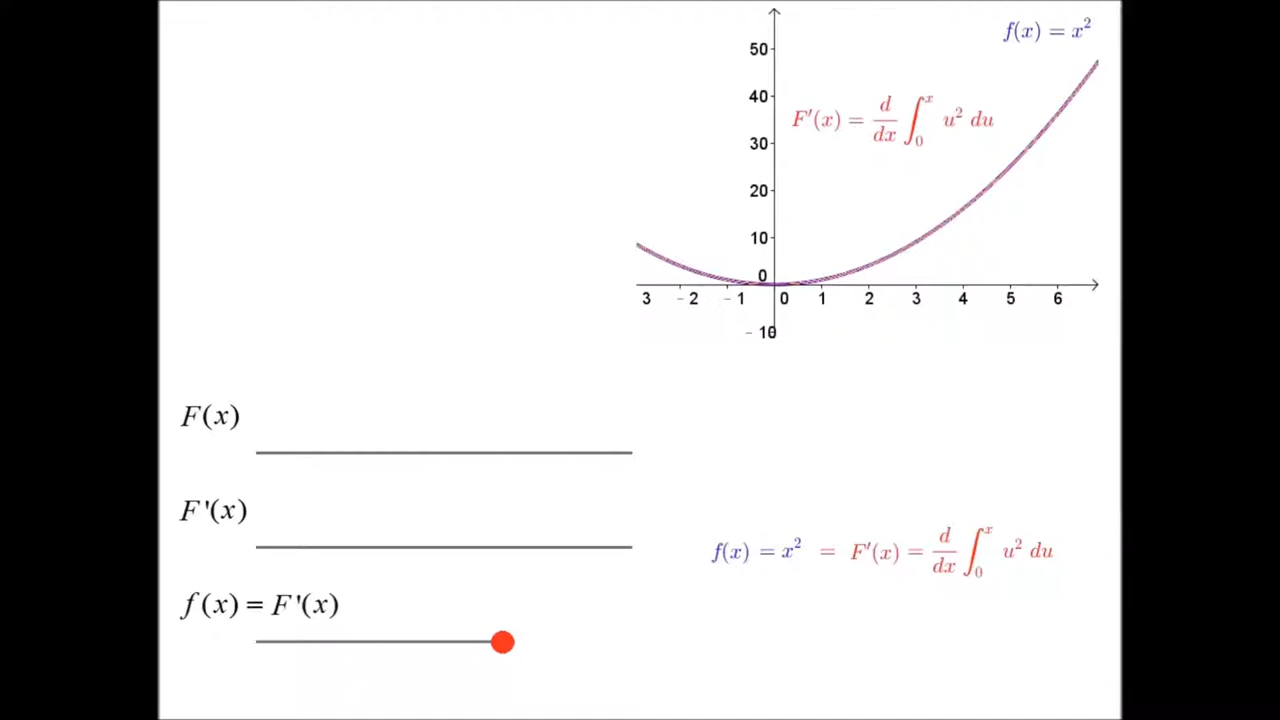 f(x) = x²
50
40
F′(x) = d/dx ∫₀ˣ u² du
30
20
10
0
3 - 2 - 1 0 1 2 3 4 5 6
- 10
F(x)
F'(x)
f(x) = x² = F′(x) = d/dx ∫₀ˣ u² du
f(x) = F'(x)